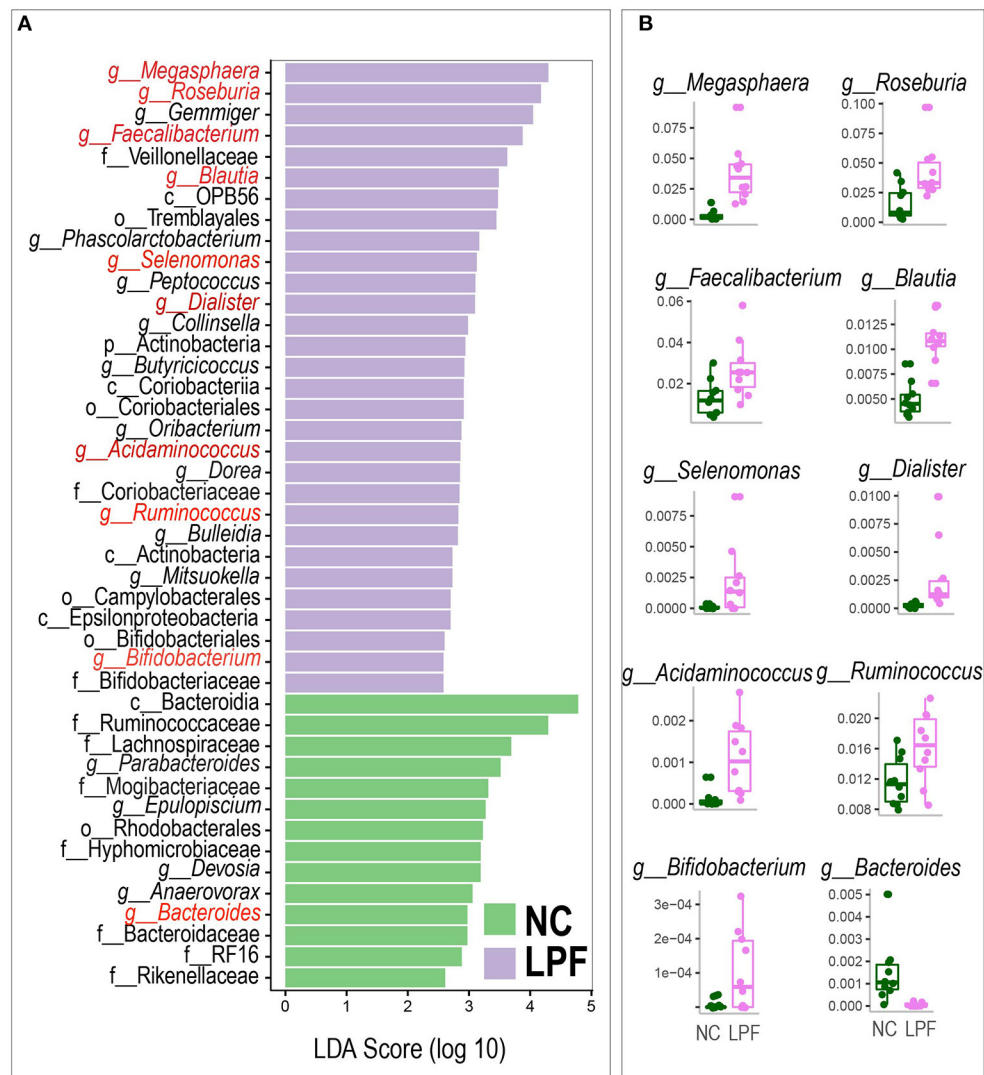 A
g__Megasphaera
g__Roseburia
g__Gemmiger
g__Faecalibacterium
f__Veillonellaceae
g__Blautia
c__OPB56
o__Tremblayales
g__Phascolarctobacterium
g__Selenomonas
g__Peptococcus
g__Dialister
g__Collinsella
p__Actinobacteria
g__Butyricicoccus
c__Coriobacteriia
o__Coriobacteriales
g__Oribacterium
g__Acidaminococcus
g__Dorea
f__Coriobacteriaceae
g__Ruminococcus
g__Bulleidia
c__Actinobacteria
g__Mitsuokella
o__Campylobacterales
c__Epsilonproteobacteria
o__Bifidobacteriales
g__Bifidobacterium
f__Bifidobacteriaceae
c__Bacteroidia
f__Ruminococcaceae
f__Lachnospiraceae
g__Parabacteroides
f__Mogibacteriaceae
g__Epulopiscium
o__Rhodobacterales
f__Hyphomicrobiaceae
g__Devosia
g__Anaerovorax
g__Bacteroides
f__Bacteroidaceae
f__RF16
f__Rikenellaceae
NC
LPF
0 1 2 3 4 5
LDA Score (log 10)
B
g__Megasphaera
0.075
0.050
0.025
0.000
g__Roseburia
0.100
0.075
0.050
0.025
0.000
g__Faecalibacterium
0.06
0.04
0.02
g__Blautia
0.0125
0.0100
0.0075
0.0050
g__Selenomonas
0.0075
0.0050
0.0025
0.0000
g__Dialister
0.0100
0.0075
0.0050
0.0025
0.0000
g__Acidaminococcus
0.002
0.001
0.000
g__Ruminococcus
0.020
0.016
0.012
0.008
g__Bifidobacterium
3e-04
2e-04
1e-04
NC LPF
g__Bacteroides
0.005
0.004
0.003
0.002
0.001
0.000
NC LPF